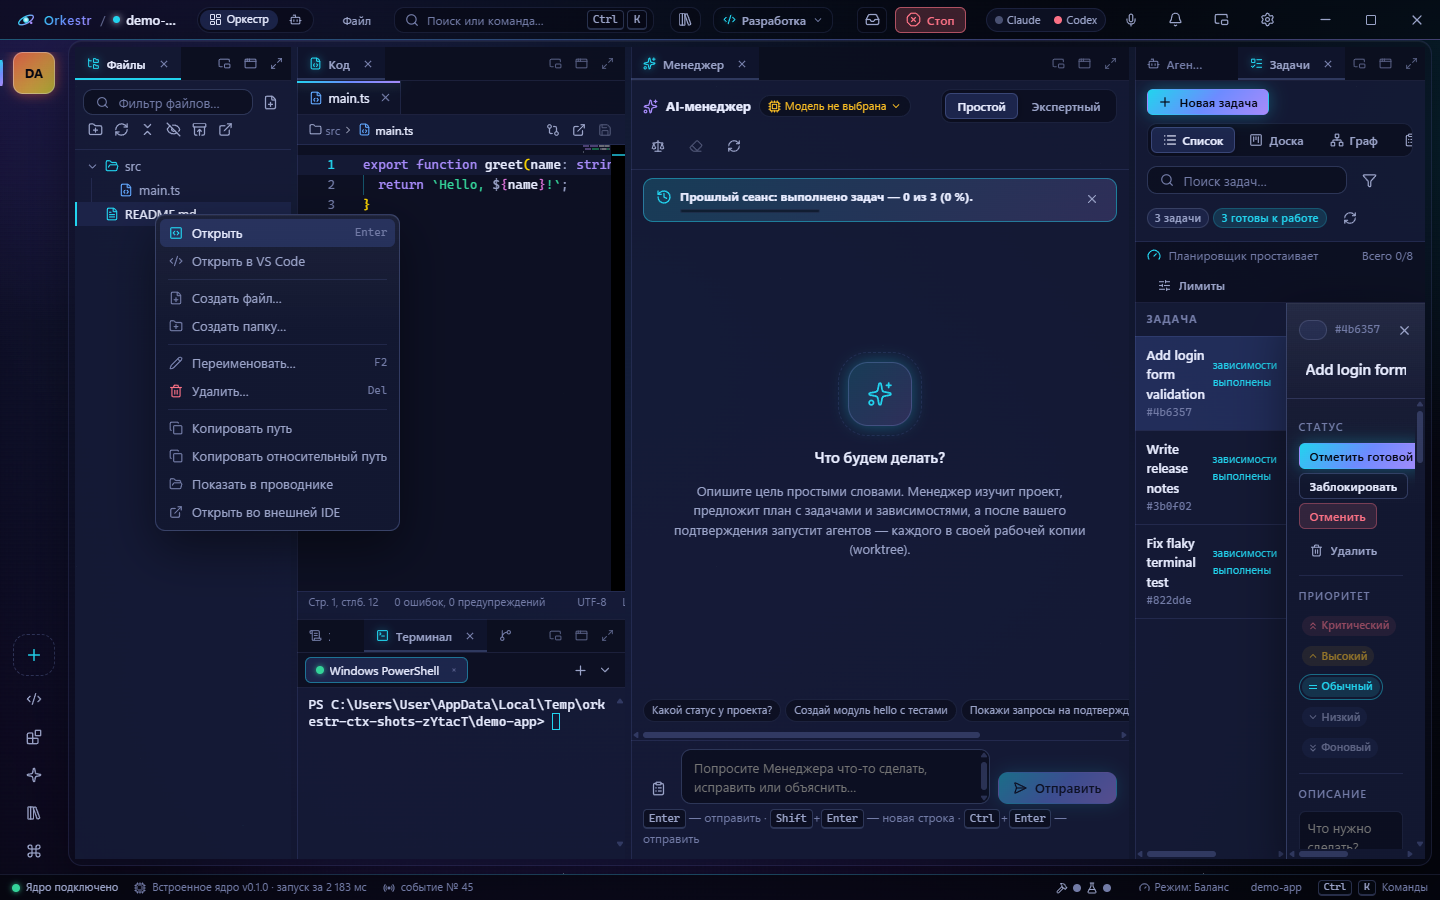 Orkestr / demo-...
Оркестр
Файл
Поиск или команда...
Ctrl K
Разработка
Стоп
Claude
Codex
DA
Файлы
Фильтр файлов...
src
main.ts
README.md
Открыть Enter
Открыть в VS Code
Создать файл...
Создать папку...
Переименовать... F2
Удалить... Del
Копировать путь
Копировать относительный путь
Показать в проводнике
Открыть во внешней IDE
Код
main.ts
src > main.ts
1 export function greet(name: strin
2 return `Hello, ${name}!`;
3 }
Стр. 1, стлб. 12 0 ошибок, 0 предупреждений UTF-8
Терминал
Windows PowerShell
PS C:\Users\User\AppData\Local\Temp\ork
estr-ctx-shots-zYtacT\demo-app>
Менеджер
AI-менеджер
Модель не выбрана
Простой
Экспертный
Прошлый сеанс: выполнено задач — 0 из 3 (0 %).
Что будем делать?
Опишите цель простыми словами. Менеджер изучит проект,
предложит план с задачами и зависимостями, а после вашего
подтверждения запустит агентов — каждого в своей рабочей копии
(worktree).
Какой статус у проекта?
Создай модуль hello с тестами
Покажи запросы на подтвержд
Попросите Менеджера что-то сделать,
исправить или объяснить...
Отправить
Enter — отправить · Shift + Enter — новая строка · Ctrl + Enter —
отправить
Аген...
Задачи
Новая задача
Список
Доска
Граф
Поиск задач...
3 задачи
3 готовы к работе
Планировщик простаивает Всего 0/8
Лимиты
ЗАДАЧА
Add login
form
validation
#4b6357
зависимости
выполнены
Write
release
notes
#3b0f02
зависимости
выполнены
Fix flaky
terminal
test
#822dde
зависимости
выполнены
#4b6357
Add login form
СТАТУС
Отметить готовой
Заблокировать
Отменить
Удалить
ПРИОРИТЕТ
Критический
Высокий
Обычный
Низкий
Фоновый
ОПИСАНИЕ
Что нужно
сделать?
Ядро подключено
Встроенное ядро v0.1.0 · запуск за 2 183 мс
событие № 45
Режим: Баланс
demo-app
Ctrl K Команды